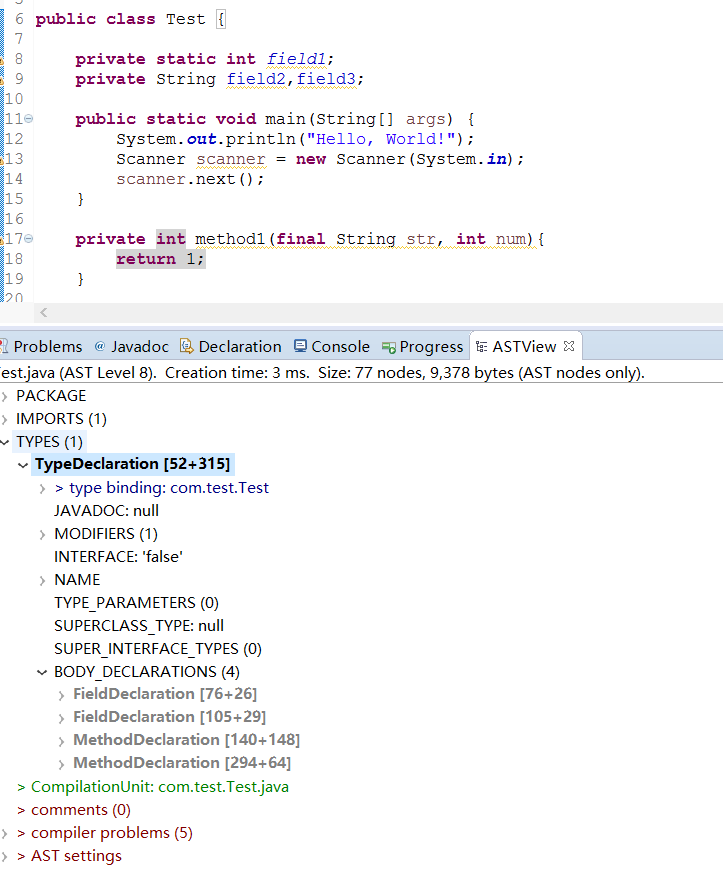 6 public class Test {
7
8     private static int field1;
9     private String field2,field3;
10
11     public static void main(String[] args) {
12         System.out.println("Hello, World!");
13         Scanner scanner = new Scanner(System.in);
14         scanner.next();
15     }
16
17     private int method1(final String str, int num){
18         return 1;
19     }
20
Problems @ Javadoc Declaration Console Progress ASTView
est.java (AST Level 8).  Creation time: 3 ms.  Size: 77 nodes, 9,378 bytes (AST nodes only).
PACKAGE
IMPORTS (1)
TYPES (1)
TypeDeclaration [52+315]
> type binding: com.test.Test
JAVADOC: null
MODIFIERS (1)
INTERFACE: 'false'
NAME
TYPE_PARAMETERS (0)
SUPERCLASS_TYPE: null
SUPER_INTERFACE_TYPES (0)
BODY_DECLARATIONS (4)
FieldDeclaration [76+26]
FieldDeclaration [105+29]
MethodDeclaration [140+148]
MethodDeclaration [294+64]
> CompilationUnit: com.test.Test.java
> comments (0)
> compiler problems (5)
> AST settings